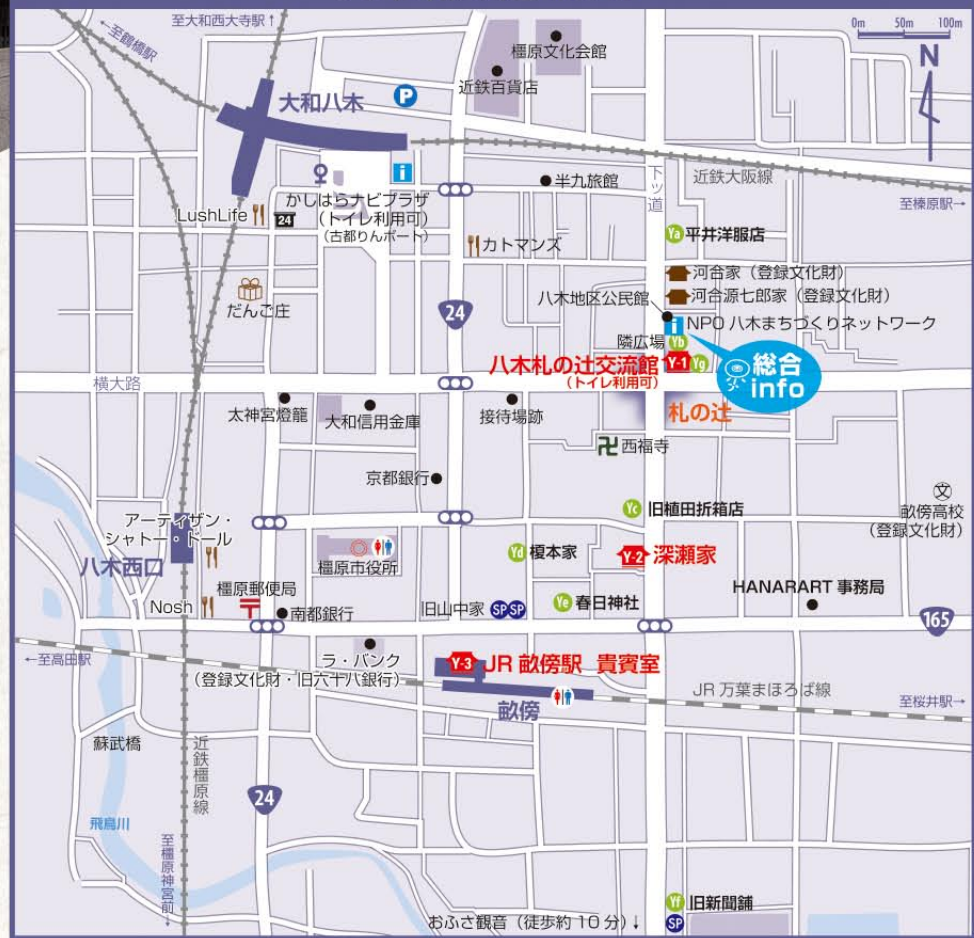 至大和西大寺駅↑
←至鶴橋駅
0m 50m 100m
N
橿原文化会館
近鉄百貨店
大和八木
P
i
半九旅館
下ッ道
近鉄大阪線
至榛原駅→
かしはらナビプラザ
(トイレ利用可)
(古都りんポート)
LushLife
24
カトマンズ
Ya 平井洋服店
河合家(登録文化財)
河合源七郎家(登録文化財)
八木地区公民館
i NPO 八木まちづくりネットワーク
だんご庄
24
隣広場 Yb
八木札の辻交流館 Y-1 Yg
(トイレ利用可)
総合
info
横大路
札の辻
太神宮燈籠
大和信用金庫
接待場跡
卍 西福寺
京都銀行
文
畝傍高校
(登録文化財)
Yc 旧植田折箱店
アーティザン・
シャトー・ドール
八木西口
橿原市役所
Yd 榎本家
Y-2 深瀬家
橿原郵便局
〒
HANARART 事務局
Nosh
南都銀行
旧山中家 SP SP
Ye 春日神社
165
←至高田駅
ラ・バンク
(登録文化財・旧六十八銀行)
Y-3 JR 畝傍駅 貴賓室
畝傍
JR 万葉まほろば線
至桜井駅→
蘇武橋
近鉄橿原線
24
飛鳥川
至橿原神宮前→
Yf 旧新聞舗
SP
おふさ観音(徒歩約 10 分)↓